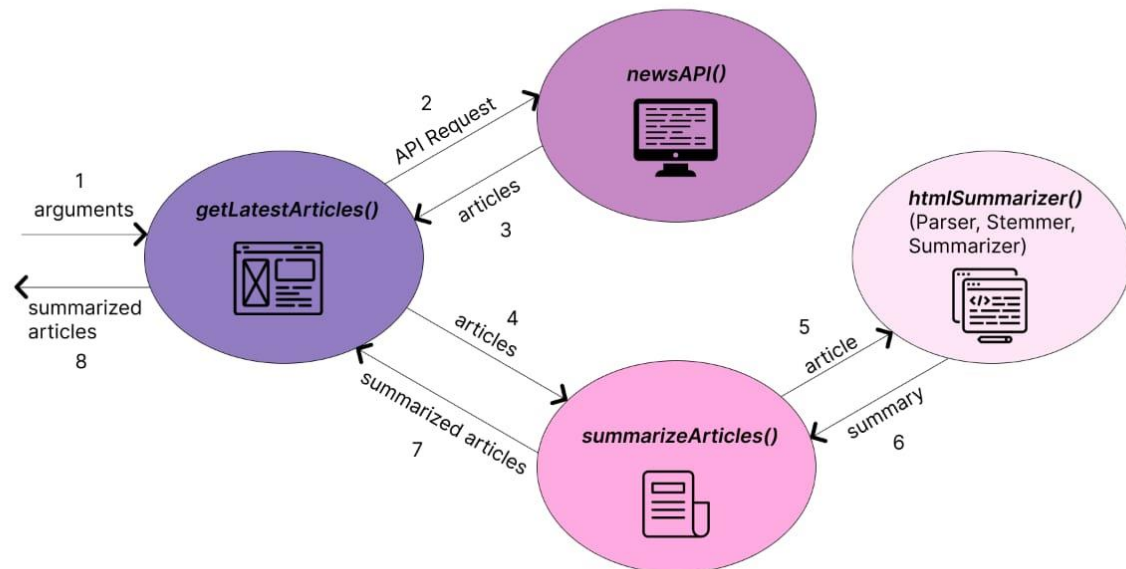 newsAPI()
2
API Request
articles
3
1
arguments
getLatestArticles()
summarized
articles
8
htmlSummarizer()
(Parser, Stemmer,
Summarizer)
</>
4
articles
5
article
summary
6
summarized articles
7
summarizeArticles()